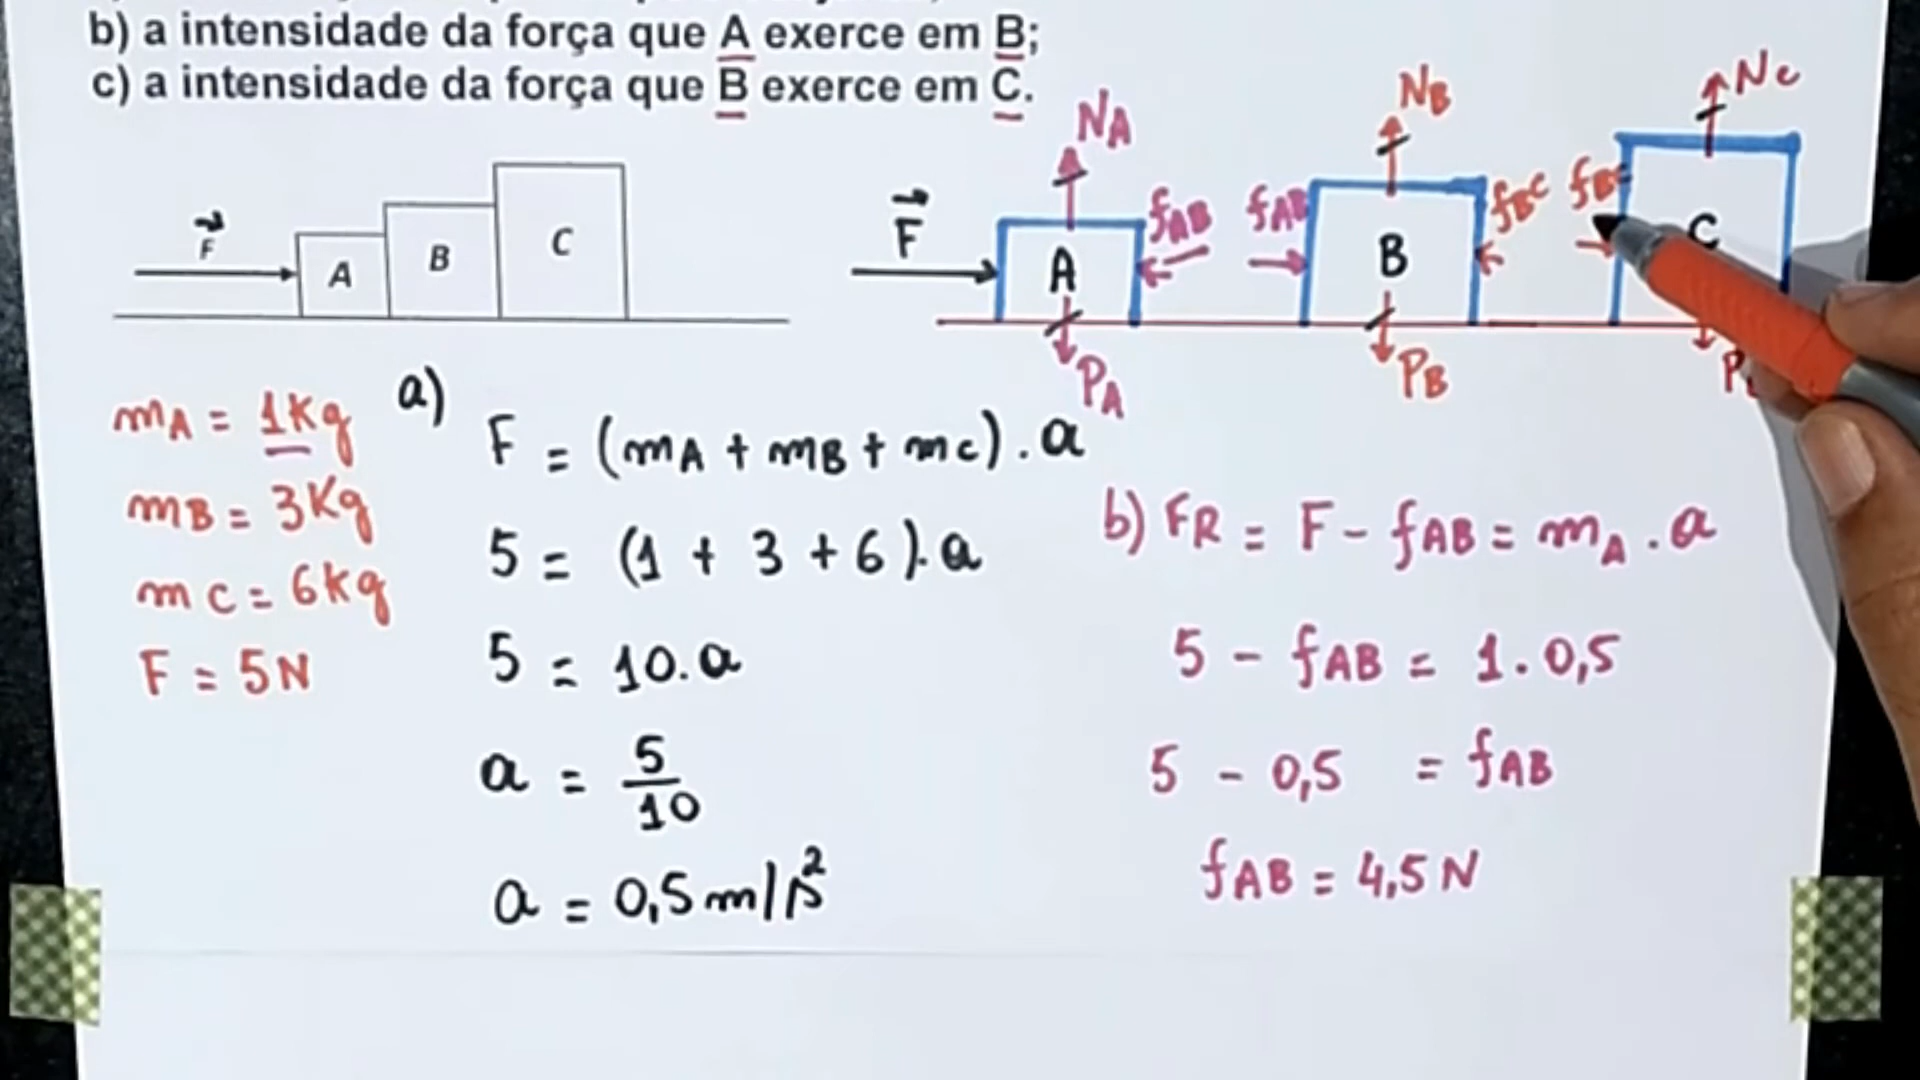 b) a intensidade da força que A exerce em B;
c) a intensidade da força que B exerce em C.
F A B C
F NA A fAB PA
fAB NB B fBC PB
fBC NC C
mA = 1Kg
mB = 3Kg
mC = 6Kg
F = 5N
a)
F = (mA + mB + mC) . a
5 = (1 + 3 + 6) . a
5 = 10 . a
a = 5/10
a = 0,5 m/s²
b) FR = F - fAB = mA . a
5 - fAB = 1 . 0,5
5 - 0,5 = fAB
fAB = 4,5 N